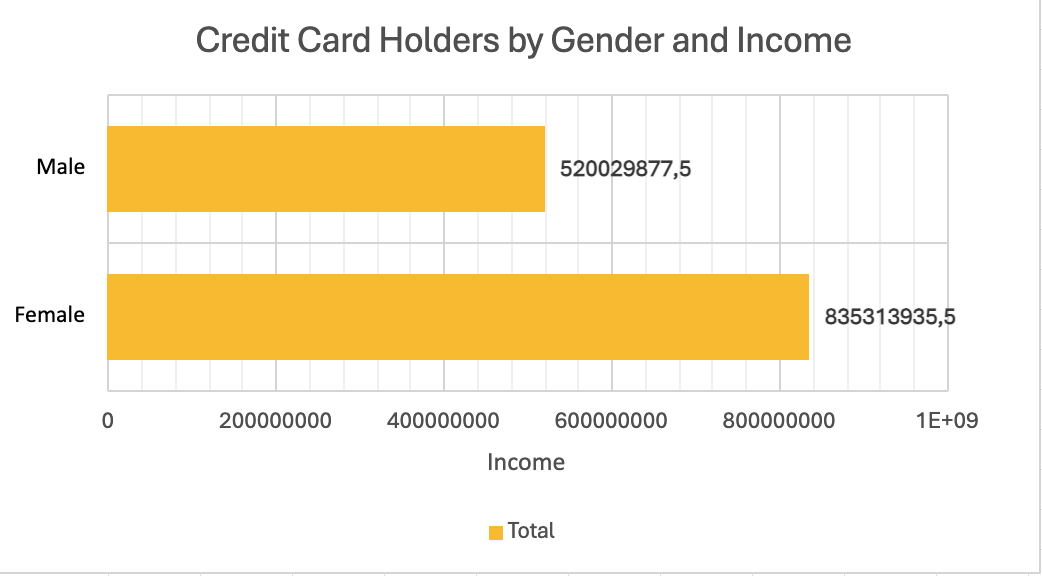 Credit Card Holders by Gender and Income
Male
520029877,5
Female
835313935,5
0 200000000 400000000 600000000 800000000 1E+09
Income
Total